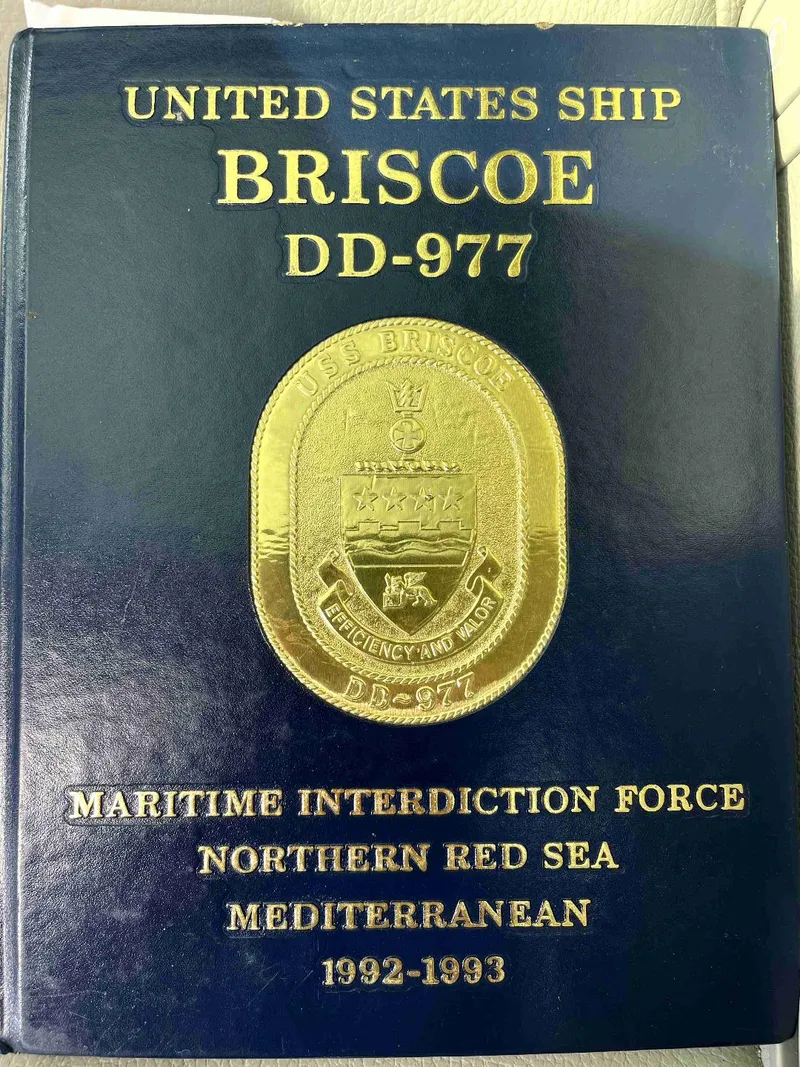 UNITED STATES SHIP
BRISCOE
DD-977
USS BRISCOE
EFFICIENCY AND VALOR
DD-977
MARITIME INTERDICTION FORCE
NORTHERN RED SEA
MEDITERRANEAN
1992-1993